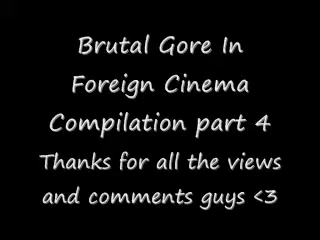 Brutal Gore In
Foreign Cinema
Compilation part 4
Thanks for all the views
and comments guys <3